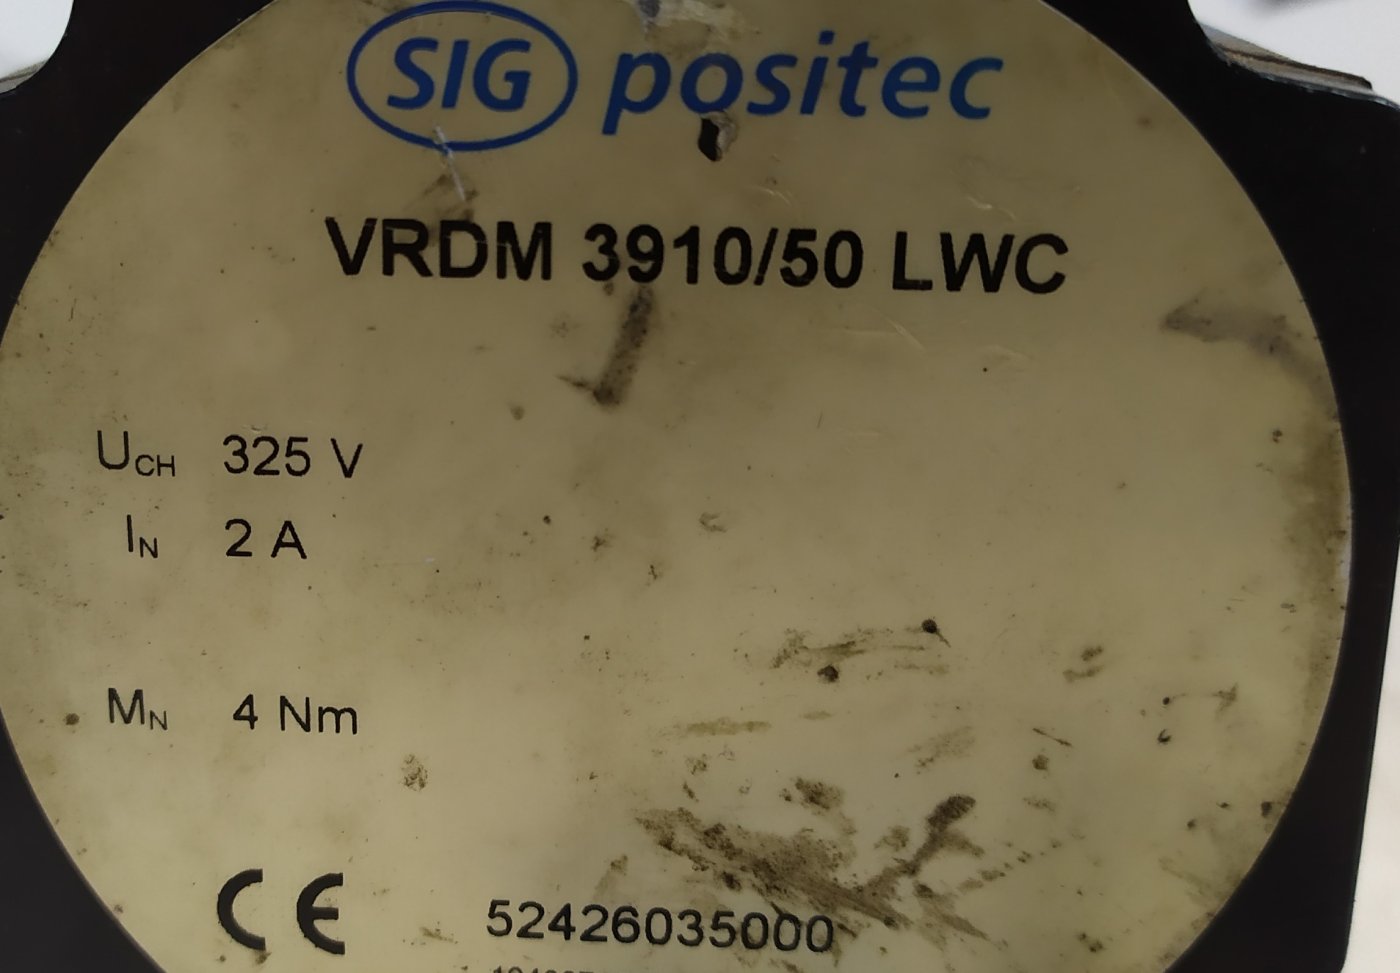 SIG positec
VRDM 3910/50 LWC
UCH 325 V
IN 2 A
MN 4 Nm
CE 52426035000